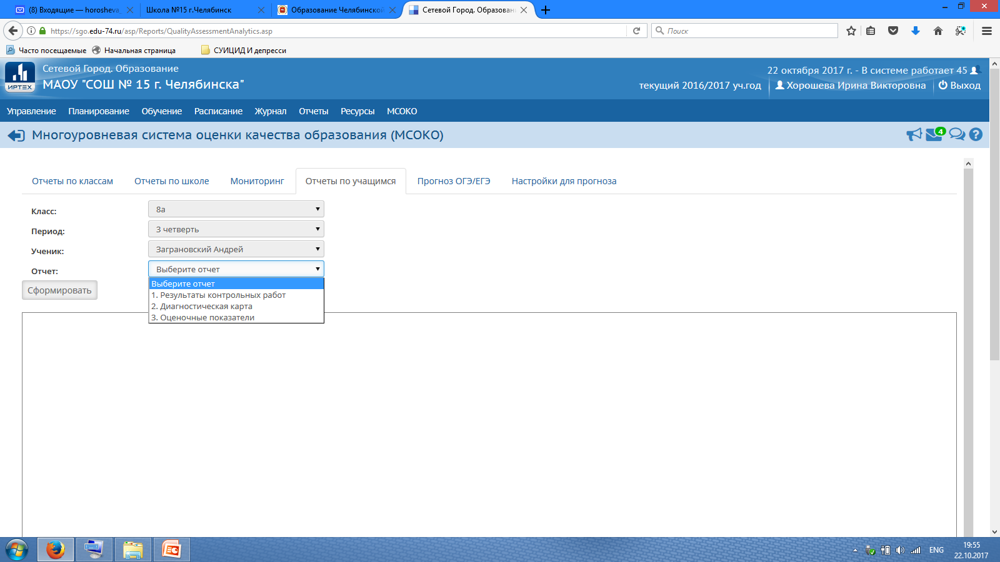 (8) Входящие — horosheva_
Школа №15 г.Челябинск
Образование Челябинской
Сетевой Город. Образован
https://sgo.edu-74.ru/asp/Reports/QualityAssessmentAnalytics.asp
Поиск
Часто посещаемые
Начальная страница
СУИЦИД И депресси
ИРТЕХ
Сетевой Город. Образование
МАОУ "СОШ № 15 г. Челябинска"
22 октября 2017 г. - В системе работает 45
текущий 2016/2017 уч.год
Хорошева Ирина Викторовна
Выход
Управление Планирование Обучение Расписание Журнал Отчеты Ресурсы МСОКО
Многоуровневая система оценки качества образования (МСОКО)
4
Отчеты по классам Отчеты по школе Мониторинг Отчеты по учащимся Прогноз ОГЭ/ЕГЭ Настройки для прогноза
Класс: 8а
Период: 3 четверть
Ученик: Заграновский Андрей
Отчет: Выберите отчет
Выберите отчет
1. Результаты контрольных работ
2. Диагностическая карта
3. Оценочные показатели
Сформировать
ENG
19:55
22.10.2017